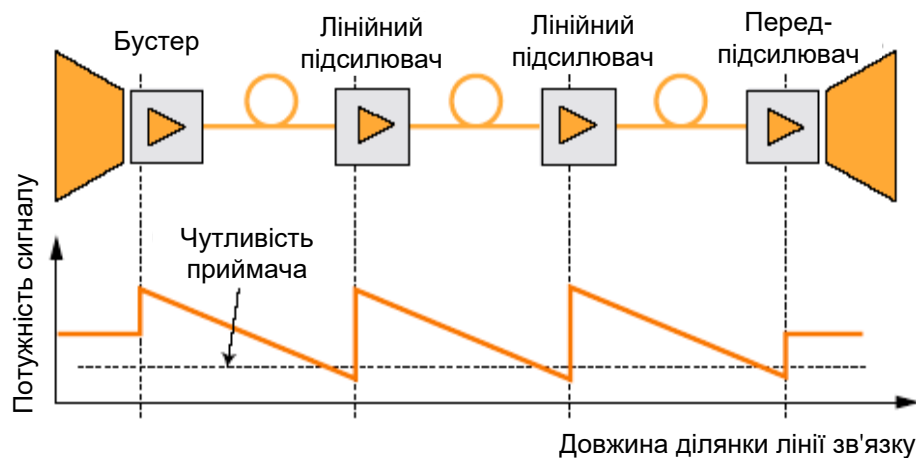 Бустер
Лінійний
підсилювач
Лінійний
підсилювач
Перед-
підсилювач
Потужність сигналу
Чутливість
приймача
Довжина ділянки лінії зв'язку